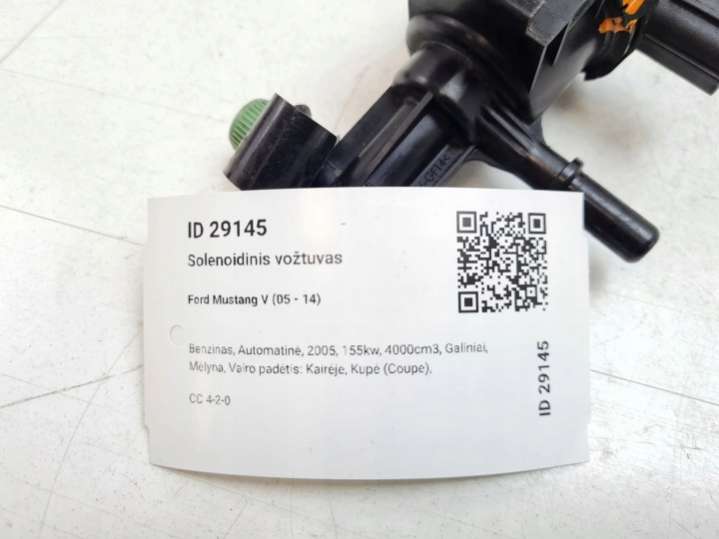 ID 29145
Solenoidinis vožtuvas
Ford Mustang V (05 - 14)
Benzinas, Automatinė, 2005, 155kw, 4000cm3, Galiniai,
Mėlyna, Vairo padėtis: Kairėje, Kupė (Coupe),
CC 4-2-0
ID 29145